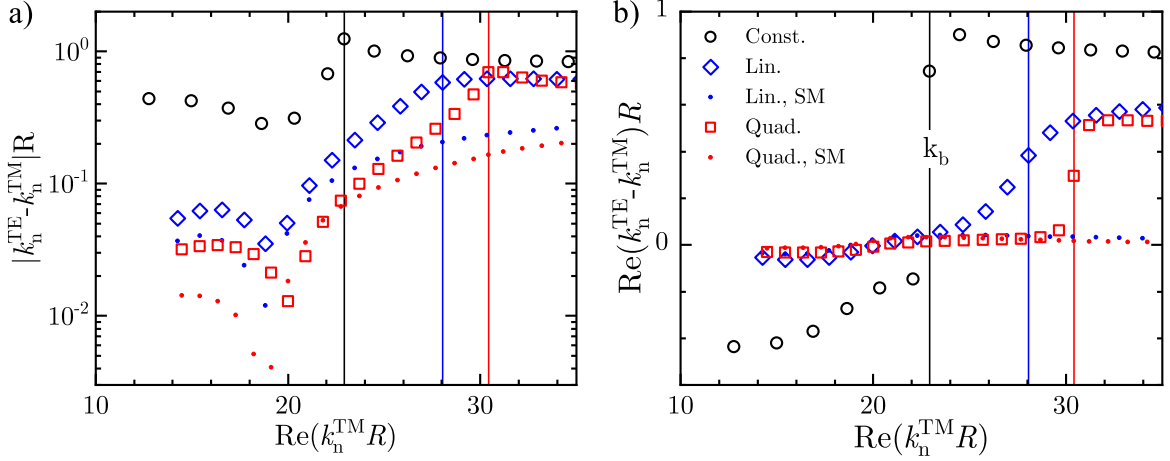 a)
|k_n^TE-k_n^TM|R
10^0
10^-1
10^-2
10
20
30
Re(k_n^TM R)
b)
Re(k_n^TE-k_n^TM)R
1
0
Const.
Lin.
Lin., SM
Quad.
Quad., SM
k_b
10
20
30
Re(k_n^TM R)